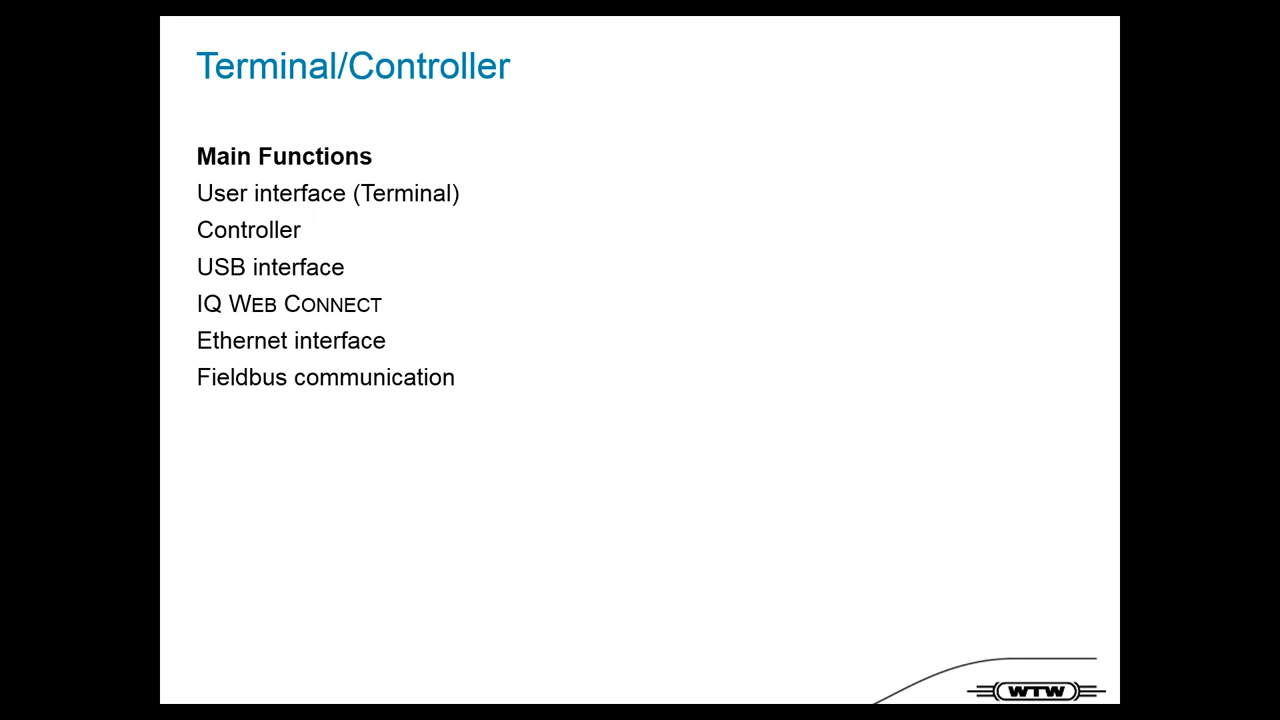 Terminal/Controller
Main Functions
User interface (Terminal)
Controller
USB interface
IQ WEB CONNECT
Ethernet interface
Fieldbus communication
WTW